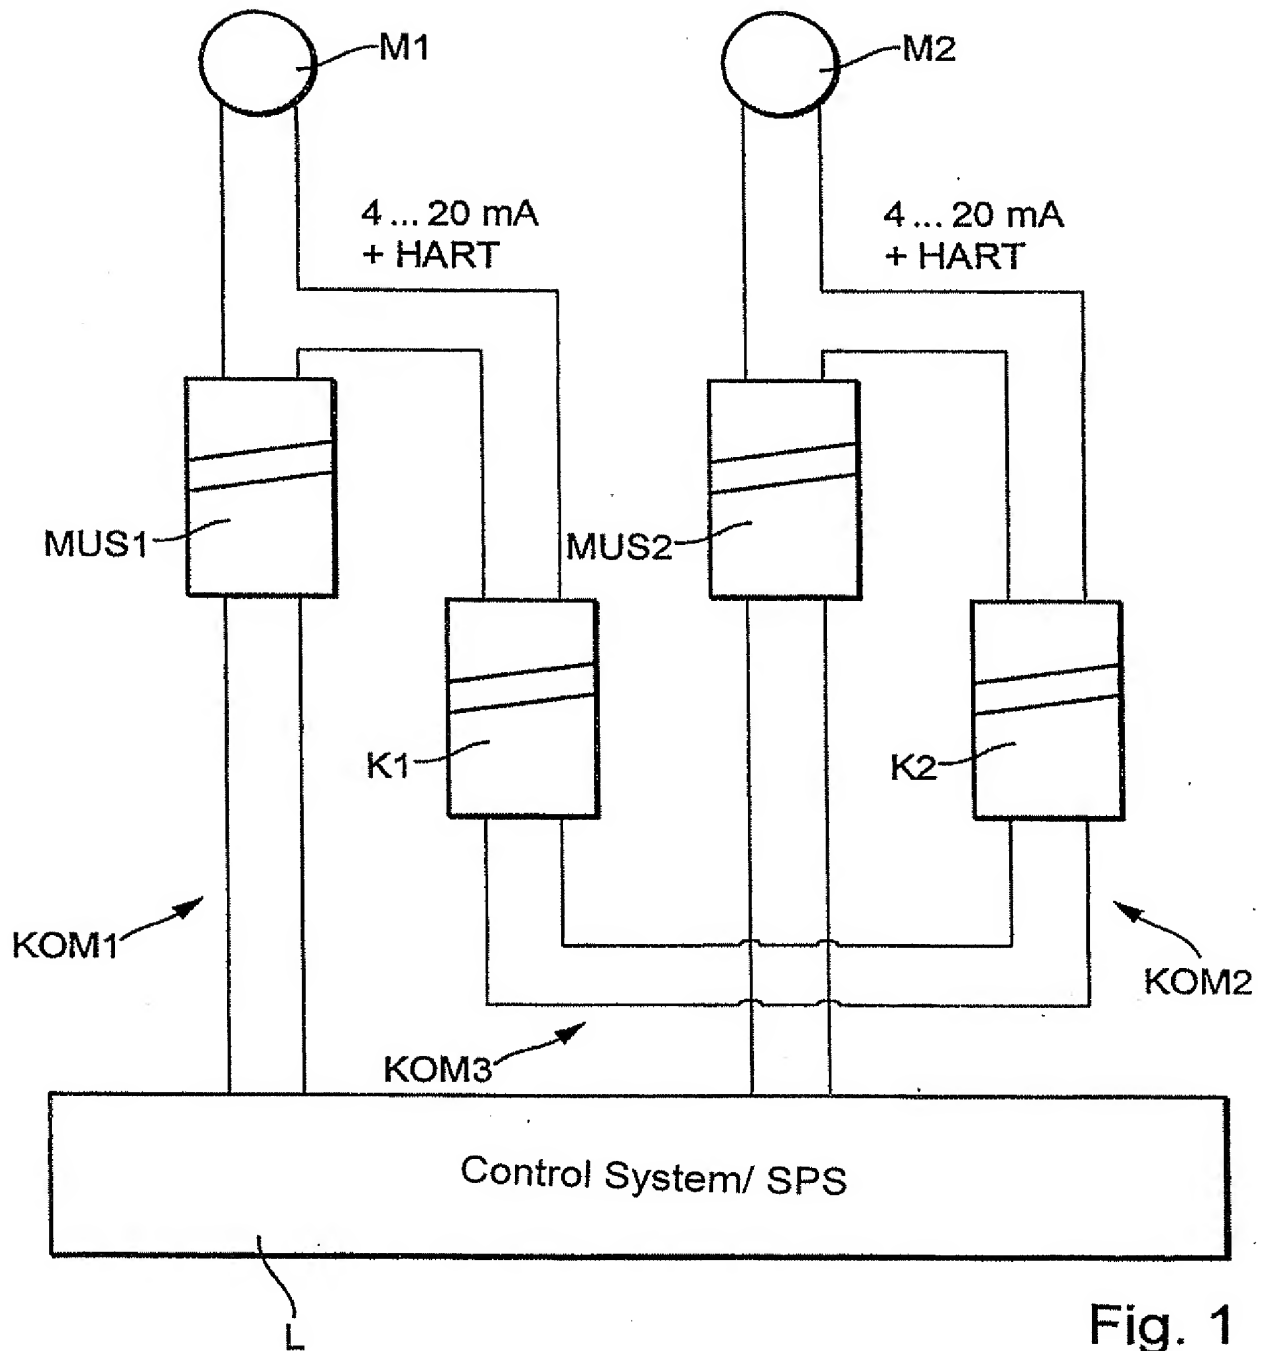 M1
M2
4 ... 20 mA
+ HART
4 ... 20 mA
+ HART
MUS1
MUS2
K1
K2
KOM1
KOM2
KOM3
Control System/ SPS
L
Fig. 1